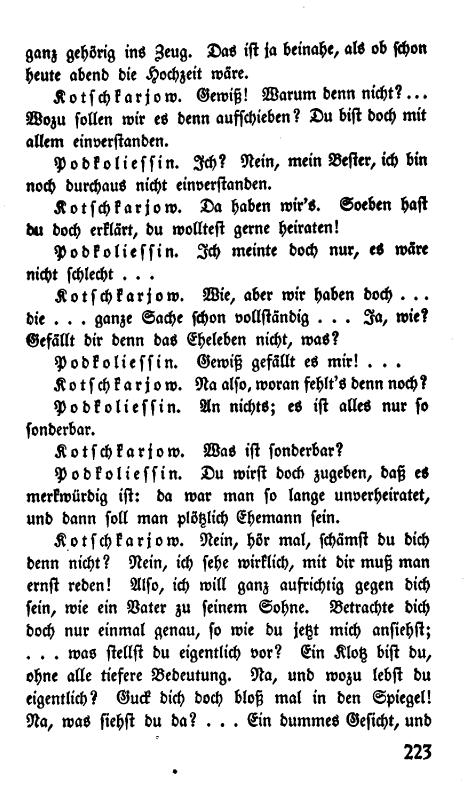 ganz gehörig ins Zeug. Das ist ja beinahe, als ob schon
heute abend die Hochzeit wäre.
Kotschkarjow. Gewiß! Warum denn nicht? ...
Wozu sollen wir es denn aufschieben? Du bist doch mit
allem einverstanden.
Podkoliessin. Ich? Nein, mein Bester, ich bin
noch durchaus nicht einverstanden.
Kotschkarjow. Da haben wir's. Soeben hast
du doch erklärt, du wolltest gerne heiraten!
Podkoliessin. Ich meinte doch nur, es wäre
nicht schlecht ...
Kotschkarjow. Wie, aber wir haben doch ...
die ... ganze Sache schon vollständig ... Ja, wie?
Gefällt dir denn das Eheleben nicht, was?
Podkoliessin. Gewiß gefällt es mir! ...
Kotschkarjow. Na also, woran fehlt's denn noch?
Podkoliessin. An nichts; es ist alles nur so
sonderbar.
Kotschkarjow. Was ist sonderbar?
Podkoliessin. Du wirst doch zugeben, daß es
merkwürdig ist: da war man so lange unverheiratet,
und dann soll man plötzlich Ehemann sein.
Kotschkarjow. Nein, hör mal, schämst du dich
denn nicht? Nein, ich sehe wirklich, mit dir muß man
ernst reden! Also, ich will ganz aufrichtig gegen dich
sein, wie ein Vater zu seinem Sohne. Betrachte dich
doch nur einmal genau, so wie du jetzt mich ansiehst;
... was stellst du eigentlich vor? Ein Klotz bist du,
ohne alle tiefere Bedeutung. Na, und wozu lebst du
eigentlich? Guck dich doch bloß mal in den Spiegel!
Na, was siehst du da? ... Ein dummes Gesicht, und
223